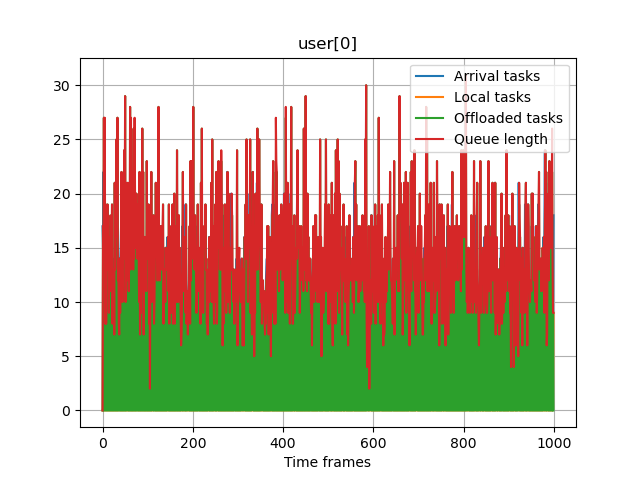 user[0]
Arrival tasks
Local tasks
Offloaded tasks
Queue length
30
25
20
15
10
5
0
0 200 400 600 800 1000
Time frames